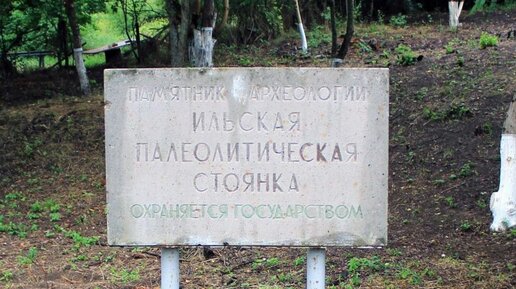 ПАМЯТНИК АРХЕОЛОГИИ
ИЛЬСКАЯ
ПАЛЕОЛИТИЧЕСКАЯ
СТОЯНКА
ОХРАНЯЕТСЯ ГОСУДАРСТВОМ